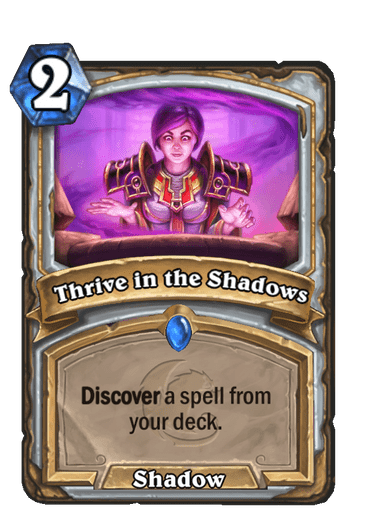 2
Thrive in the Shadows
Discover a spell from
your deck.
Shadow